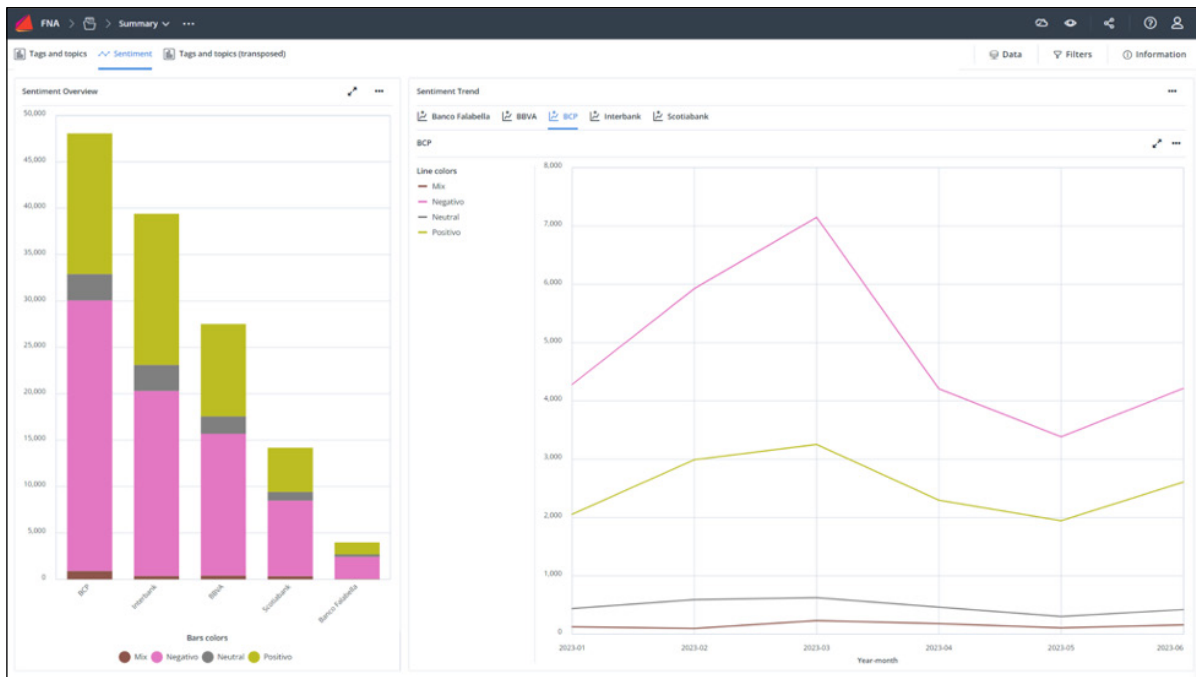 FNA > > Summary
Tags and topics Sentiment Tags and topics (transposed) Data Filters Information
Sentiment Overview
50,000
45,000
40,000
35,000
30,000
25,000
20,000
15,000
10,000
5,000
0
BCP Interbank BBVA Scotiabank Banco Falabella
Bars colors
Mix Negativo Neutral Positivo
Sentiment Trend
Banco Falabella BBVA BCP Interbank Scotiabank
BCP
Line colors
Mix
Negativo
Neutral
Positivo
8,000
7,000
6,000
5,000
4,000
3,000
2,000
1,000
0
2023-01 2023-02 2023-03 2023-04 2023-05 2023-06
Year-month